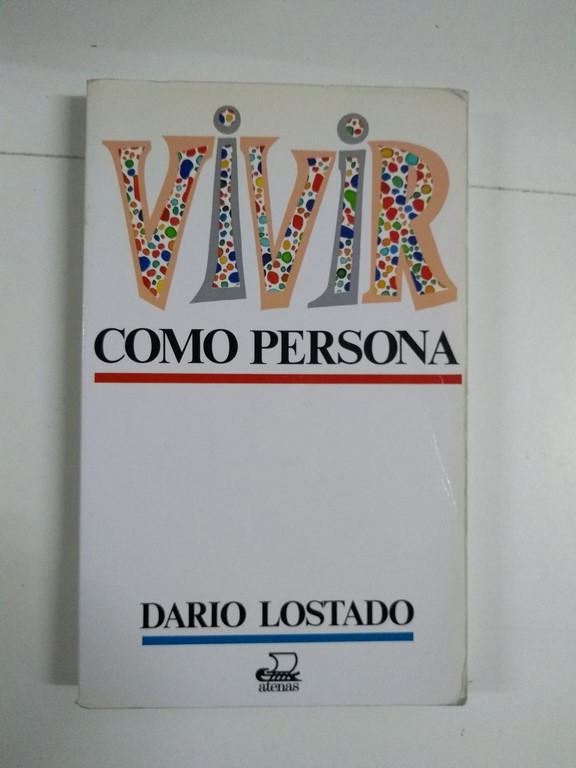 ViViR
COMO PERSONA
DARIO LOSTADO
atenas